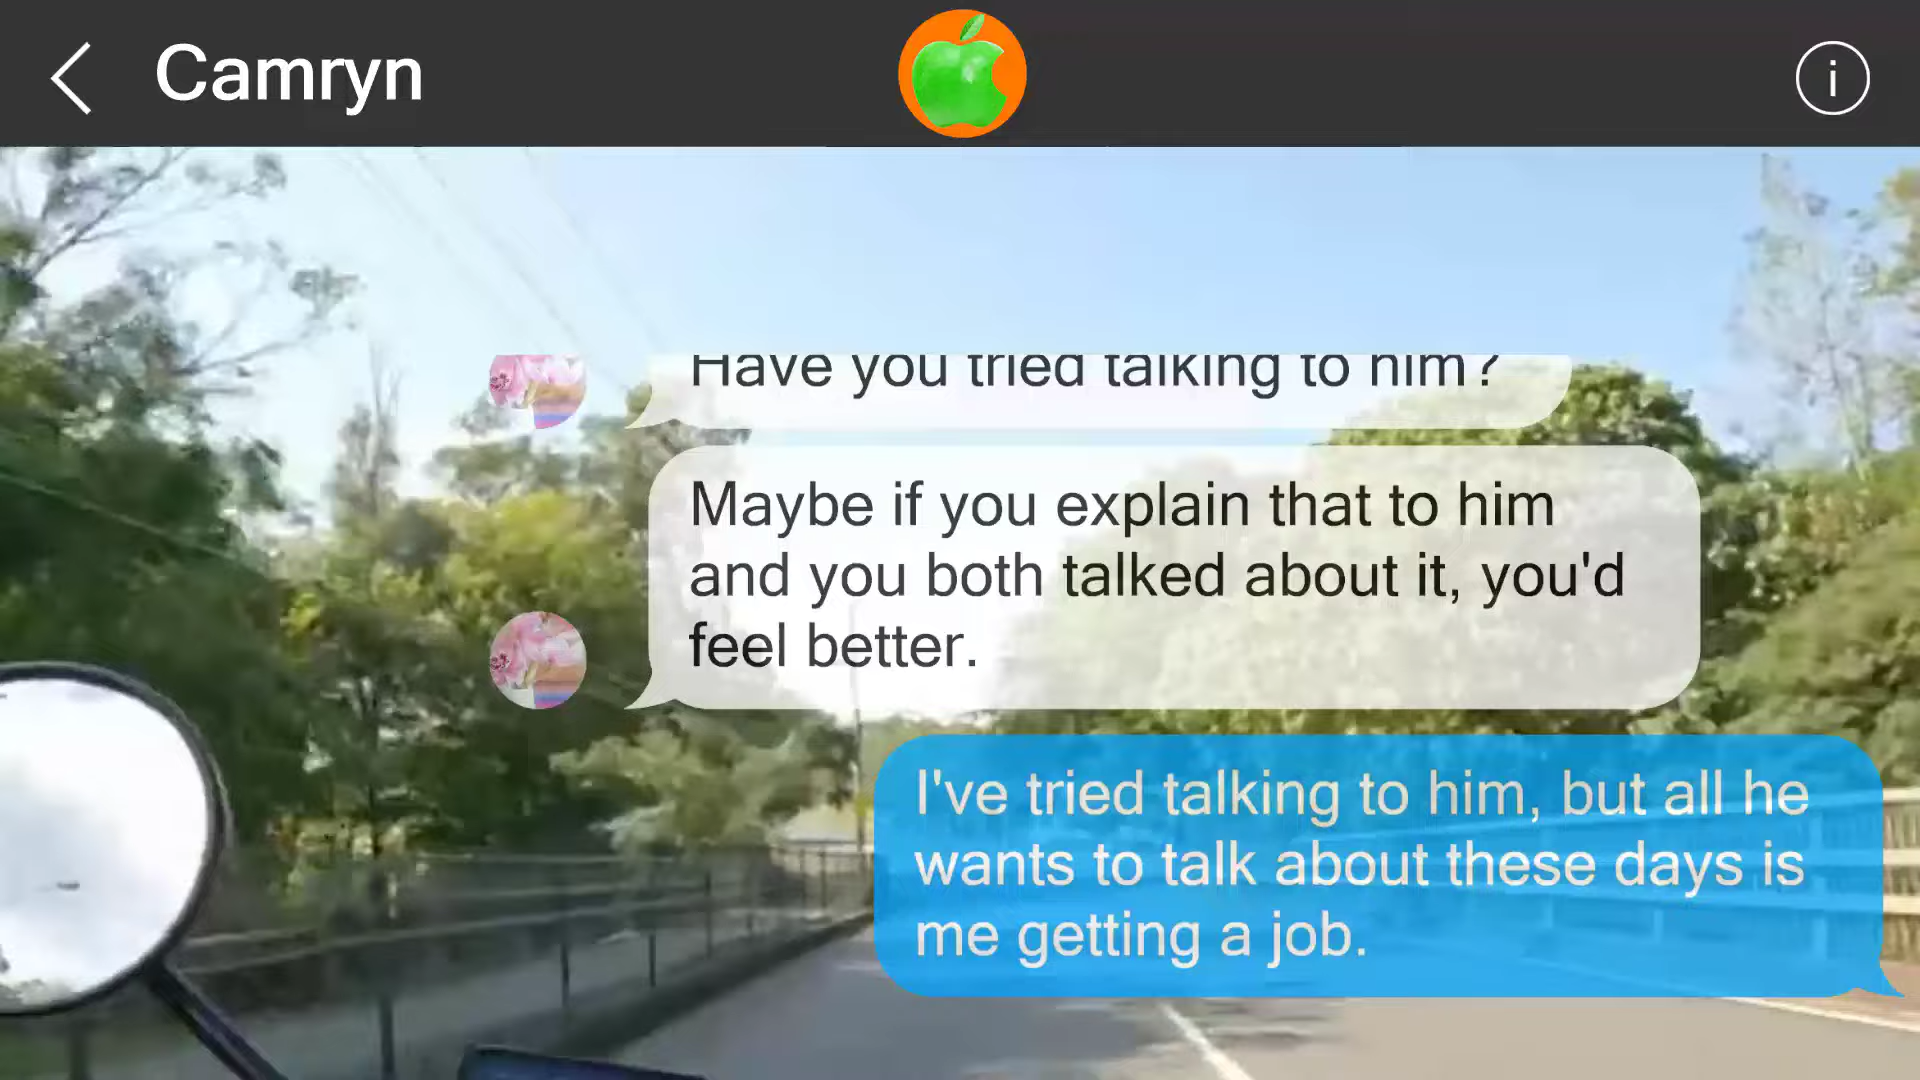 Camryn
i
Have you tried talking to him?
Maybe if you explain that to him
and you both talked about it, you'd
feel better.
I've tried talking to him, but all he
wants to talk about these days is
me getting a job.